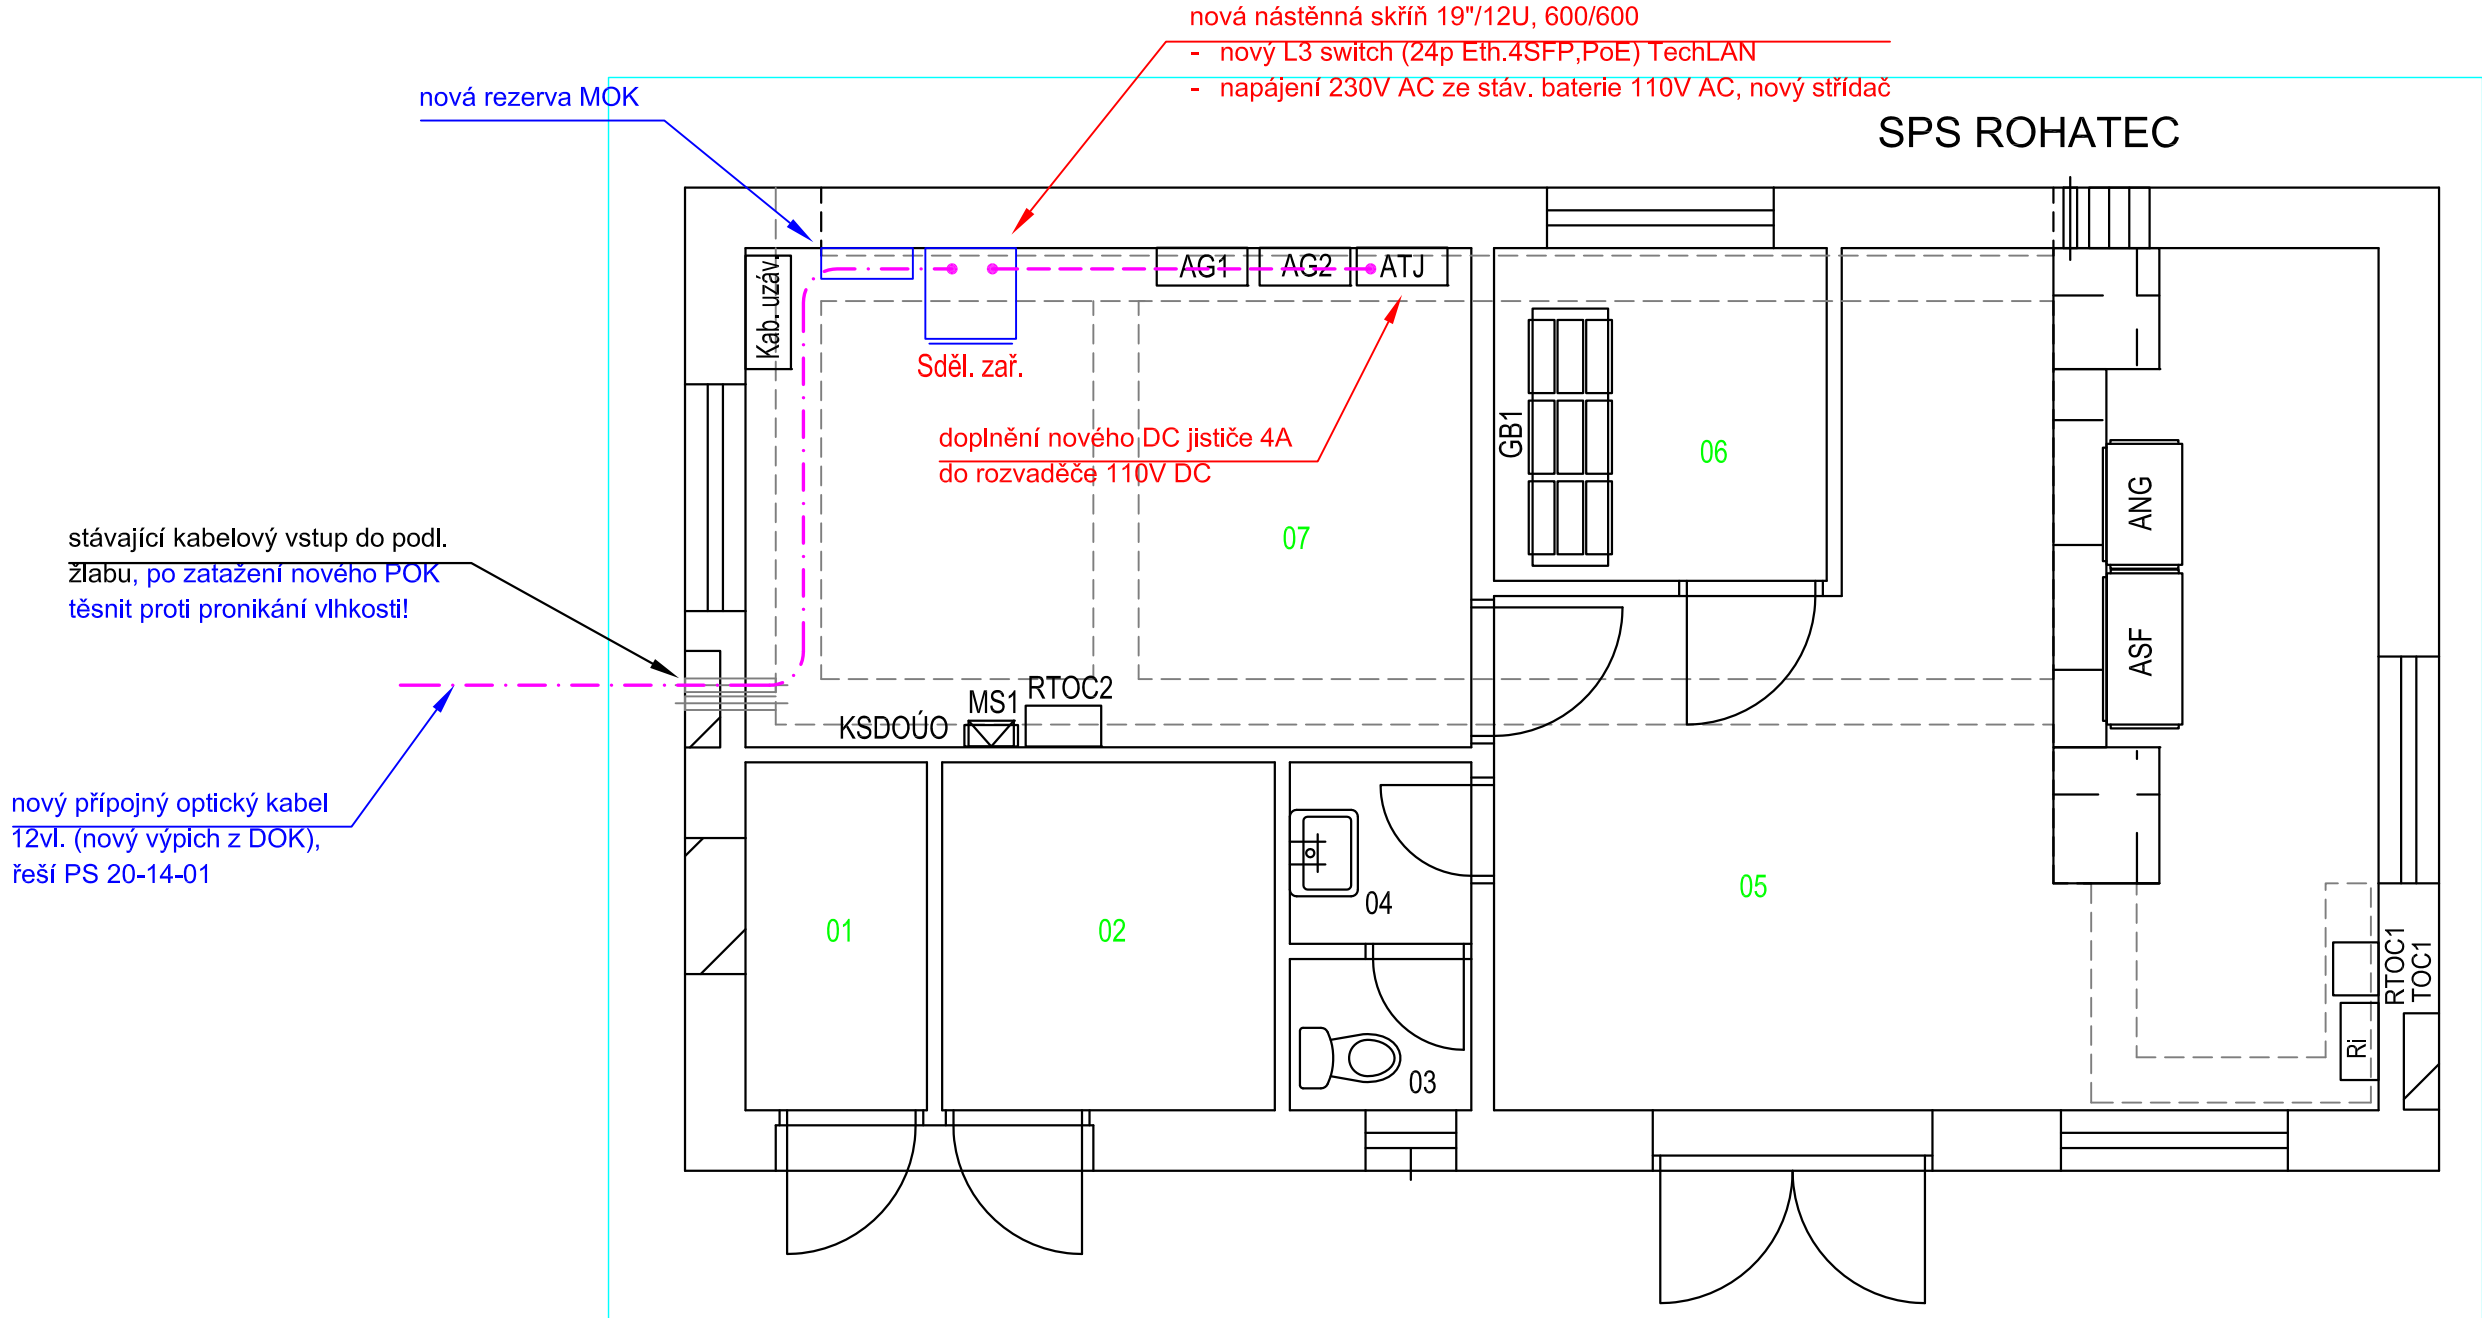 nová nástěnná skříň 19"/12U, 600/600
- nový L3 switch (24p Eth.4SFP,PoE) TechLAN
- napájení 230V AC ze stáv. baterie 110V AC, nový střídač
nová rezerva MOK
SPS ROHATEC
Kab. uzáv.
AG1
AG2
ATJ
Sděl. zař.
doplnění nového DC jističe 4A
do rozvaděče 110V DC
GB1
06
07
ANG
ASF
stávající kabelový vstup do podl.
žlabu, po zatažení nového POK
těsnit proti pronikání vlhkosti!
KSDOÚO
MS1
RTOC2
nový přípojný optický kabel
12vl. (nový výpich z DOK),
řeší PS 20-14-01
01
02
04
05
03
RTOC1
TOC1
Ri